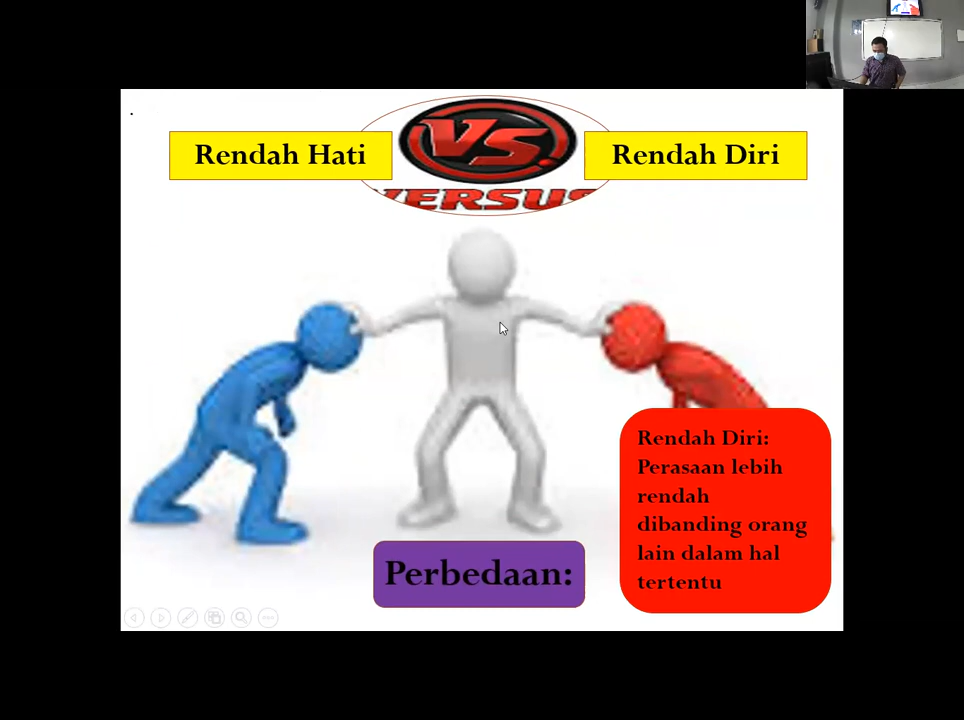 Rendah Hati
VS.
VERSUS
Rendah Diri
Rendah Diri:
Perasaan lebih
rendah
dibanding orang
lain dalam hal
tertentu
Perbedaan: